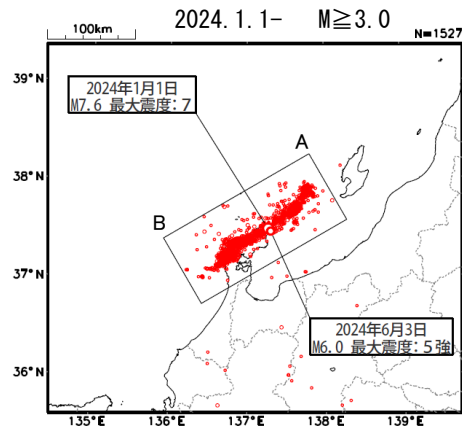 2024.1.1- M≧3.0
100km
N=1527
39°N
2024年1月1日
M7.6 最大震度：7
A
38°N
B
37°N
2024年6月3日
M6.0 最大震度：5強
36°N
135°E 136°E 137°E 138°E 139°E